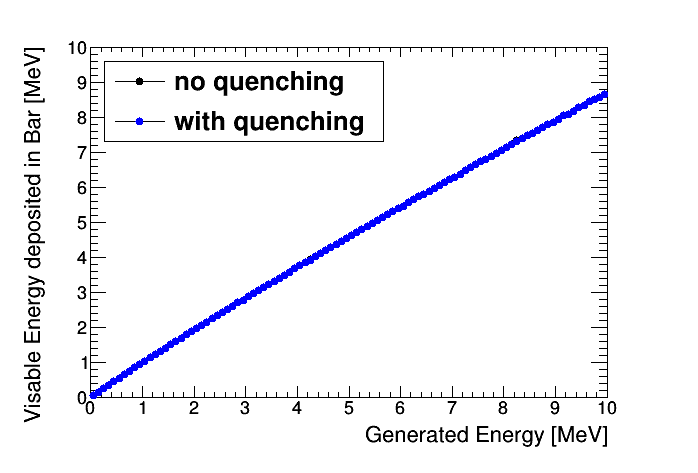 Visable Energy deposited in Bar [MeV]
10
9
8
7
6
5
4
3
2
1
0
no quenching
with quenching
0 1 2 3 4 5 6 7 8 9 10
Generated Energy [MeV]